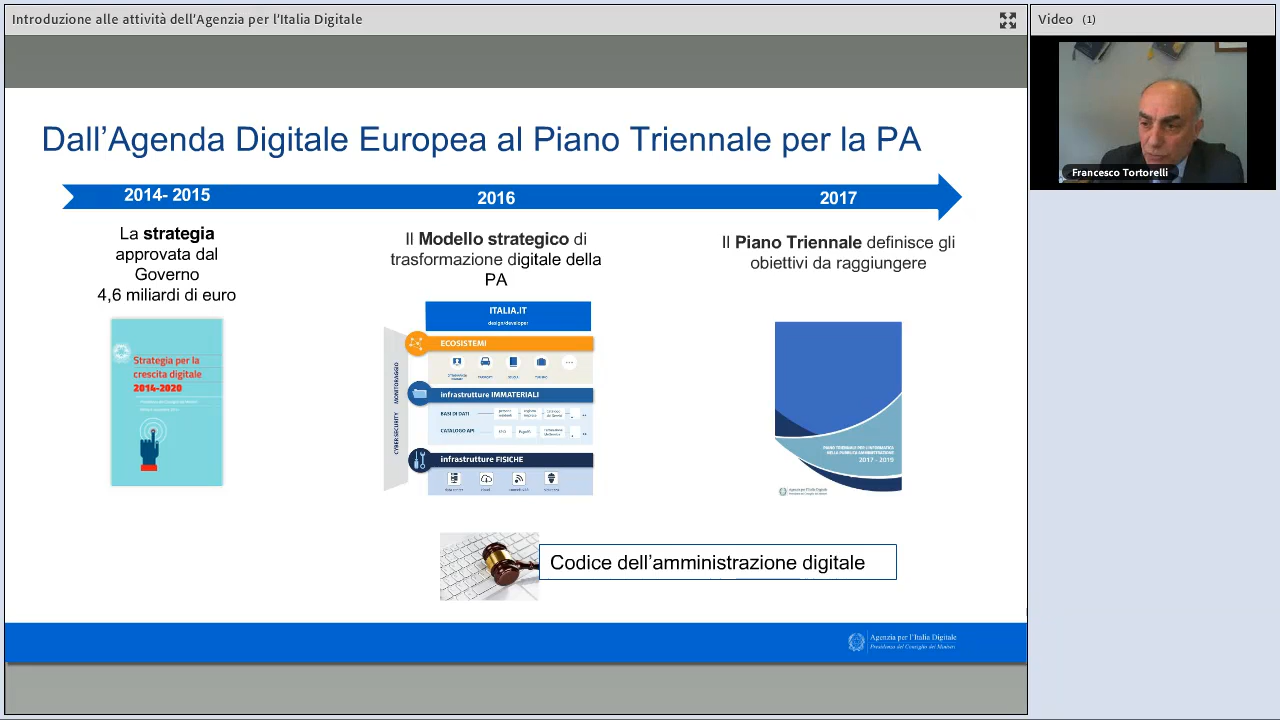 Introduzione alle attività dell'Agenzia per l'Italia Digitale
Video (1)
Francesco Tortorelli
Dall'Agenda Digitale Europea al Piano Triennale per la PA
2014- 2015
2016
2017
La strategia
approvata dal
Governo
4,6 miliardi di euro
Il Modello strategico di
trasformazione digitale della
PA
Il Piano Triennale definisce gli
obiettivi da raggiungere
Strategia per la
crescita digitale
2014-2020
ITALIA.IT
design/developer
CYBER SECURITY MONITORAGGIO
ECOSISTEMI
infrastrutture IMMATERIALI
BASI DI DATI
CATALOGO API
infrastrutture FISICHE
PIANO TRIENNALE PER L'INFORMATICA
NELLA PUBBLICA AMMINISTRAZIONE
2017 - 2019
Codice dell'amministrazione digitale
Agenzia per l'Italia Digitale
Presidenza del Consiglio dei Ministri